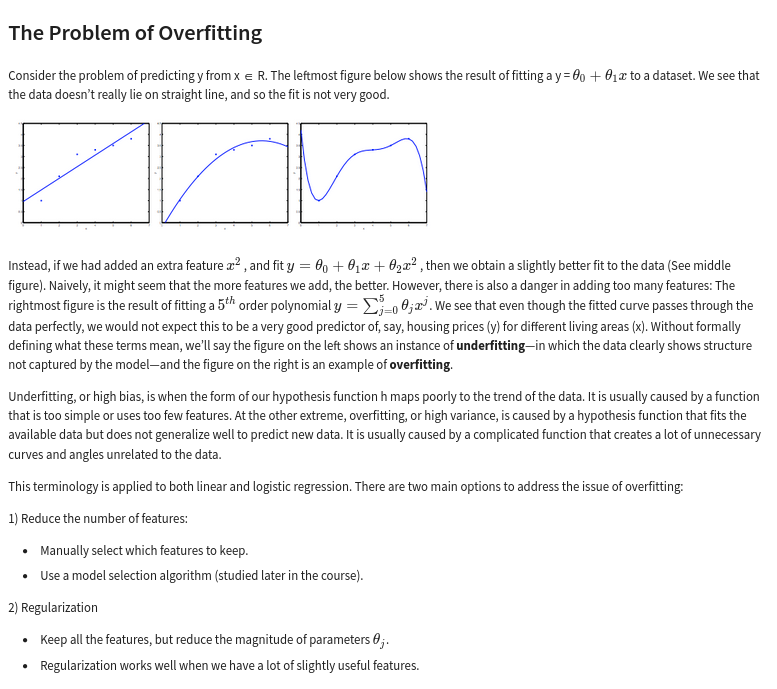 The Problem of Overfitting
Consider the problem of predicting y from x ∈ R. The leftmost figure below shows the result of fitting a y = θ₀ + θ₁x to a dataset. We see that
the data doesn’t really lie on straight line, and so the fit is not very good.
Instead, if we had added an extra feature x² , and fit y = θ₀ + θ₁x + θ₂x² , then we obtain a slightly better fit to the data (See middle
figure). Naively, it might seem that the more features we add, the better. However, there is also a danger in adding too many features: The
rightmost figure is the result of fitting a 5ᵗʰ order polynomial y = ∑⁵ⱼ₌₀ θⱼxʲ. We see that even though the fitted curve passes through the
data perfectly, we would not expect this to be a very good predictor of, say, housing prices (y) for different living areas (x). Without formally
defining what these terms mean, we’ll say the figure on the left shows an instance of underfitting—in which the data clearly shows structure
not captured by the model—and the figure on the right is an example of overfitting.
Underfitting, or high bias, is when the form of our hypothesis function h maps poorly to the trend of the data. It is usually caused by a function
that is too simple or uses too few features. At the other extreme, overfitting, or high variance, is caused by a hypothesis function that fits the
available data but does not generalize well to predict new data. It is usually caused by a complicated function that creates a lot of unnecessary
curves and angles unrelated to the data.
This terminology is applied to both linear and logistic regression. There are two main options to address the issue of overfitting:
1) Reduce the number of features:
• Manually select which features to keep.
• Use a model selection algorithm (studied later in the course).
2) Regularization
• Keep all the features, but reduce the magnitude of parameters θⱼ.
• Regularization works well when we have a lot of slightly useful features.